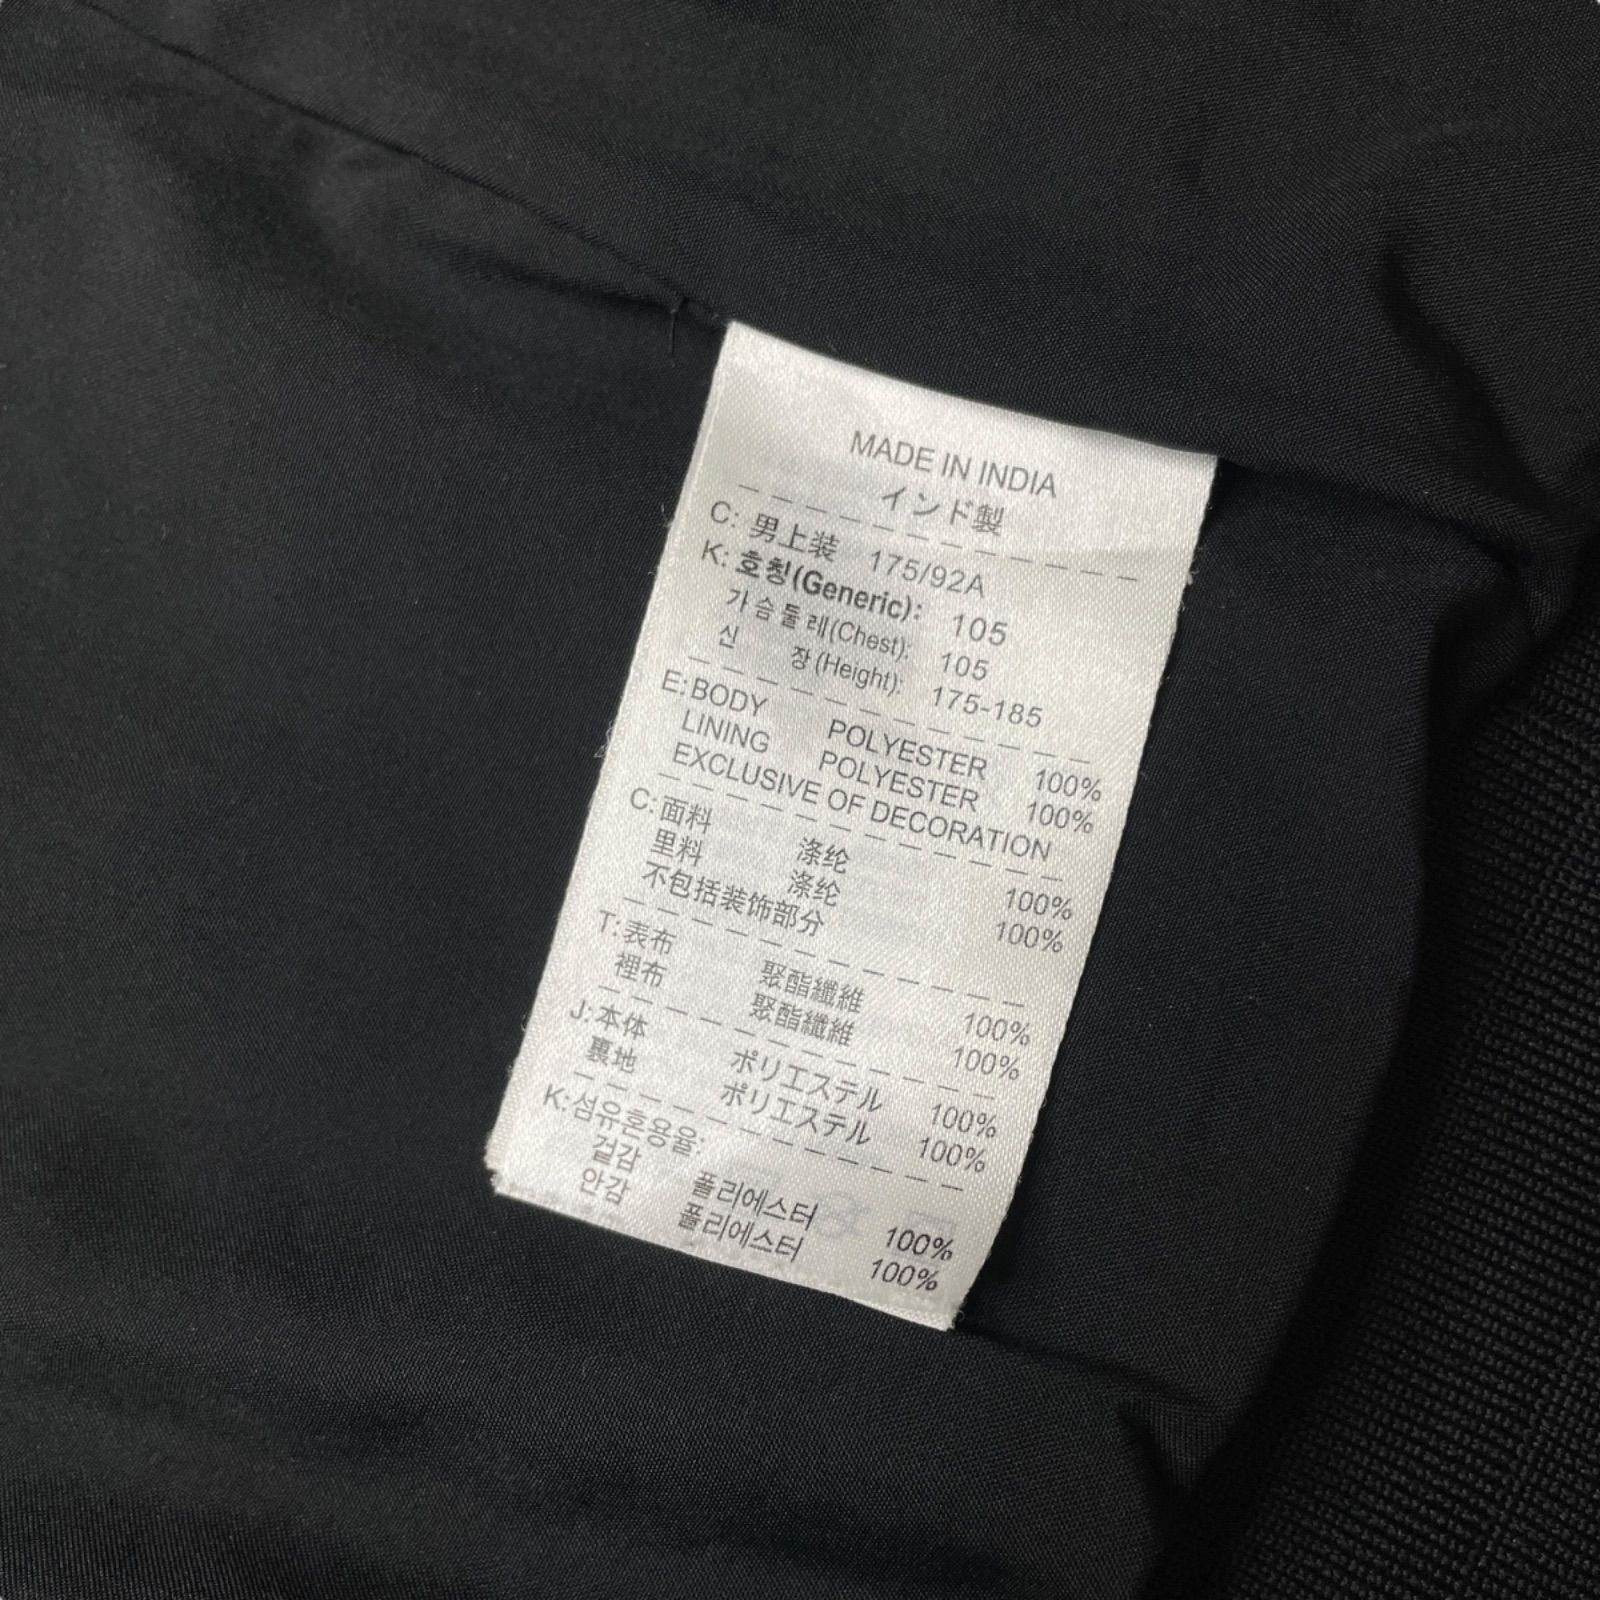 MADE IN INDIA
インド製
C: 男上装 175/92A
K: 호칭(Generic): 105
가슴둘레(Chest): 105
신 장(Height): 175-185
E: BODY POLYESTER 100%
LINING POLYESTER 100%
EXCLUSIVE OF DECORATION
C: 面料 涤纶 100%
里料 涤纶 100%
不包括装饰部分
T: 表布 聚酯纖維 100%
裡布 聚酯纖維 100%
J: 本体 ポリエステル 100%
裏地 ポリエステル 100%
K: 섬유혼용율:
겉감 폴리에스터 100%
안감 폴리에스터 100%